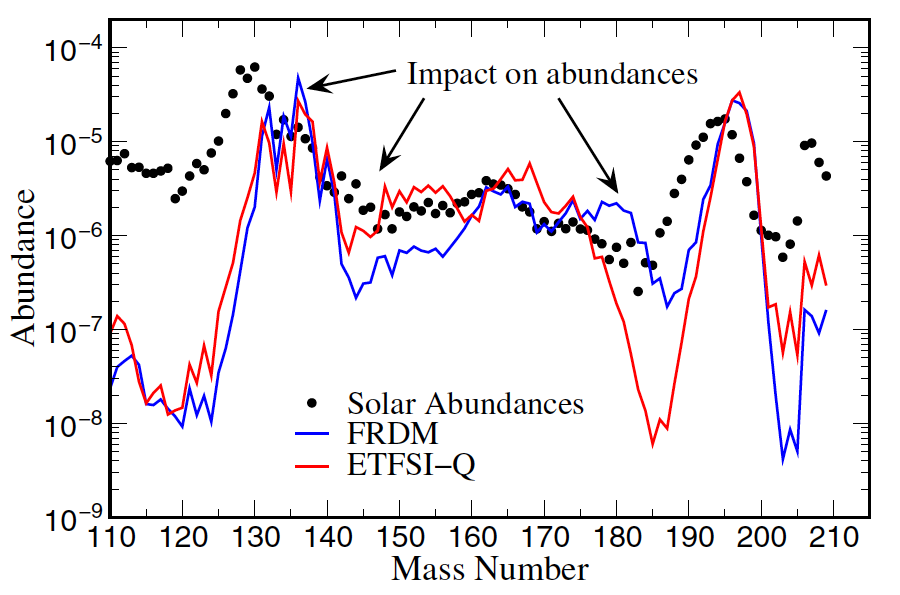 Impact on abundances
Abundance
10−4
10−5
10−6
10−7
10−8
10−9
Solar Abundances
FRDM
ETFSI−Q
110 120 130 140 150 160 170 180 190 200 210
Mass Number